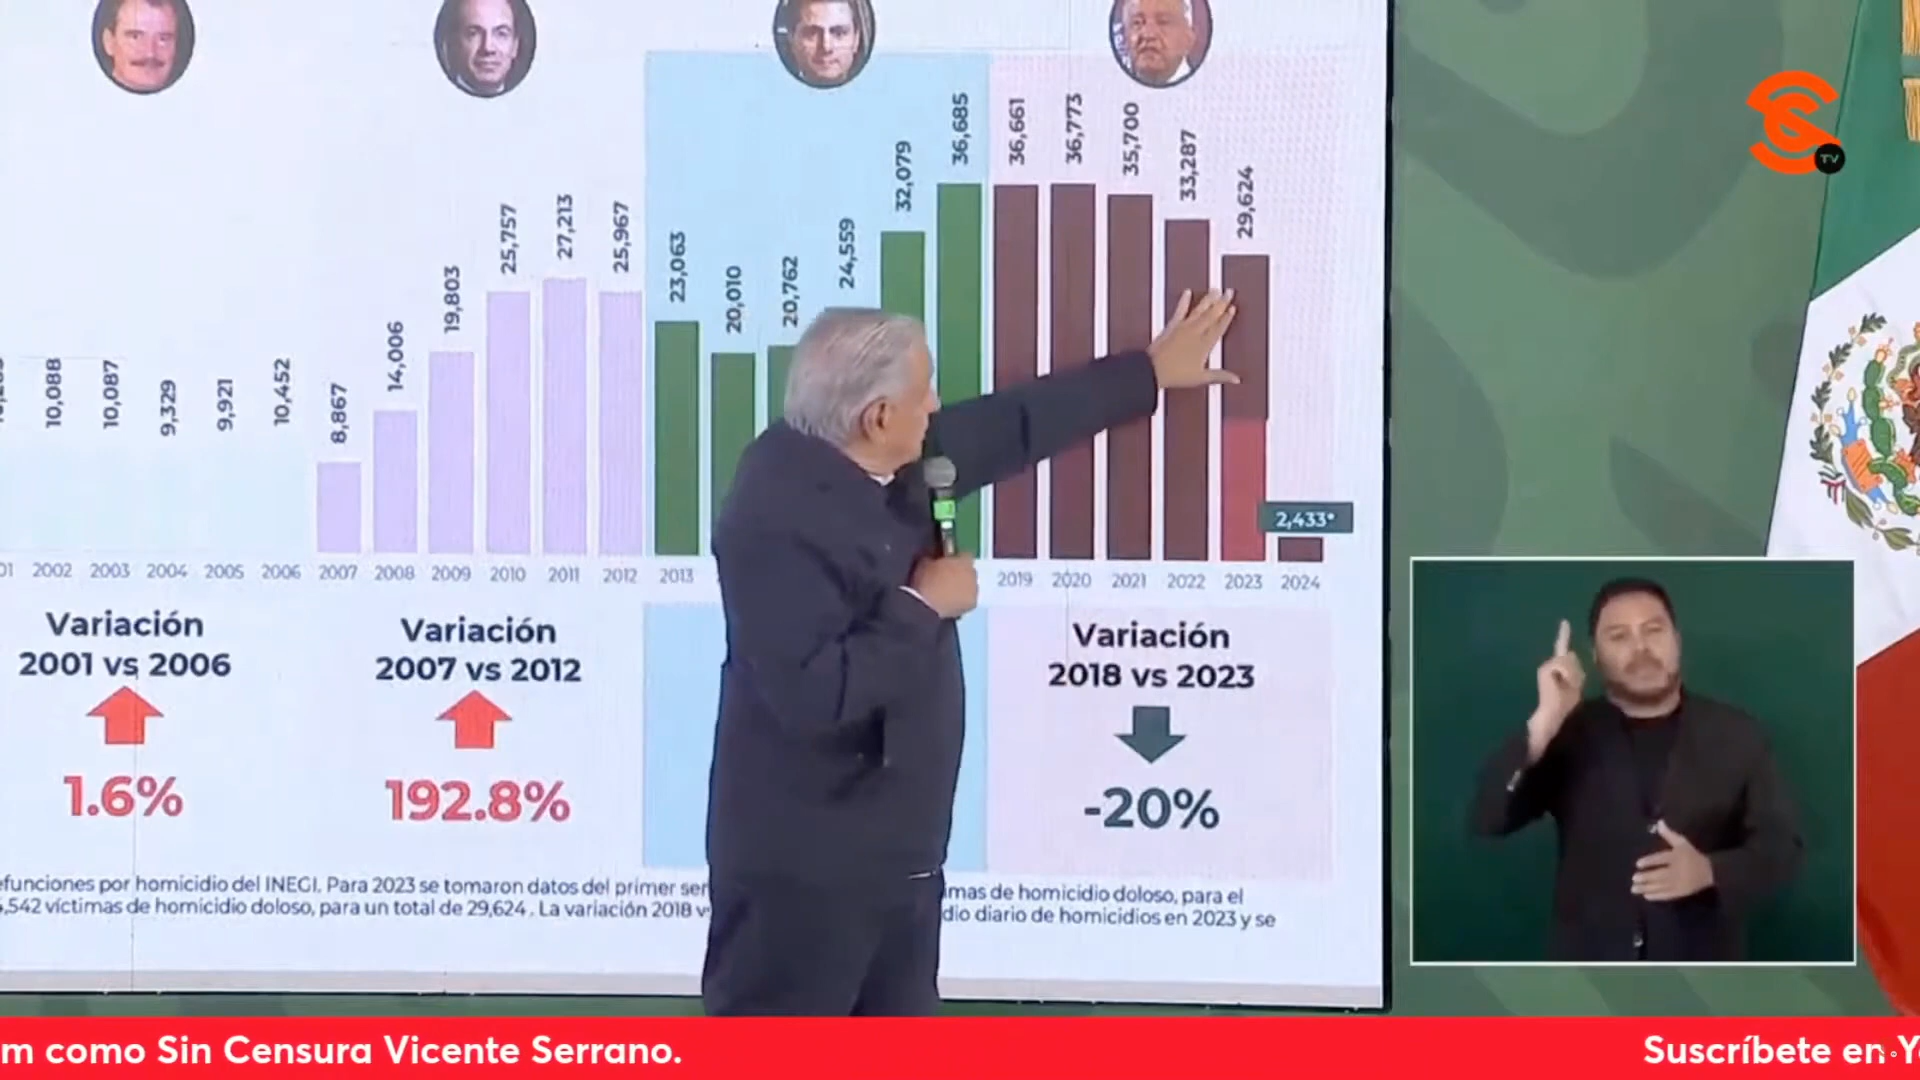 TV
10,088
10,087
9,329
9,921
10,452
8,867
14,006
19,803
25,757
27,213
25,967
23,063
20,010
20,762
24,559
32,079
36,685
36,661
36,773
35,700
33,287
29,624
2,433*
01 2002 2003 2004 2005 2006 2007 2008 2009 2010 2011 2012 2013 2019 2020 2021 2022 2023 2024
Variación
2001 vs 2006
1.6%
Variación
2007 vs 2012
192.8%
Variación
2018 vs 2023
-20%
efunciones por homicidio del INEGI. Para 2023 se tomaron datos del primer ser imas de homicidio doloso, para el
,542 víctimas de homicidio doloso, para un total de 29,624. La variación 2018 v dio diario de homicidios en 2023 y se
m como Sin Censura Vicente Serrano. Suscríbete en Y